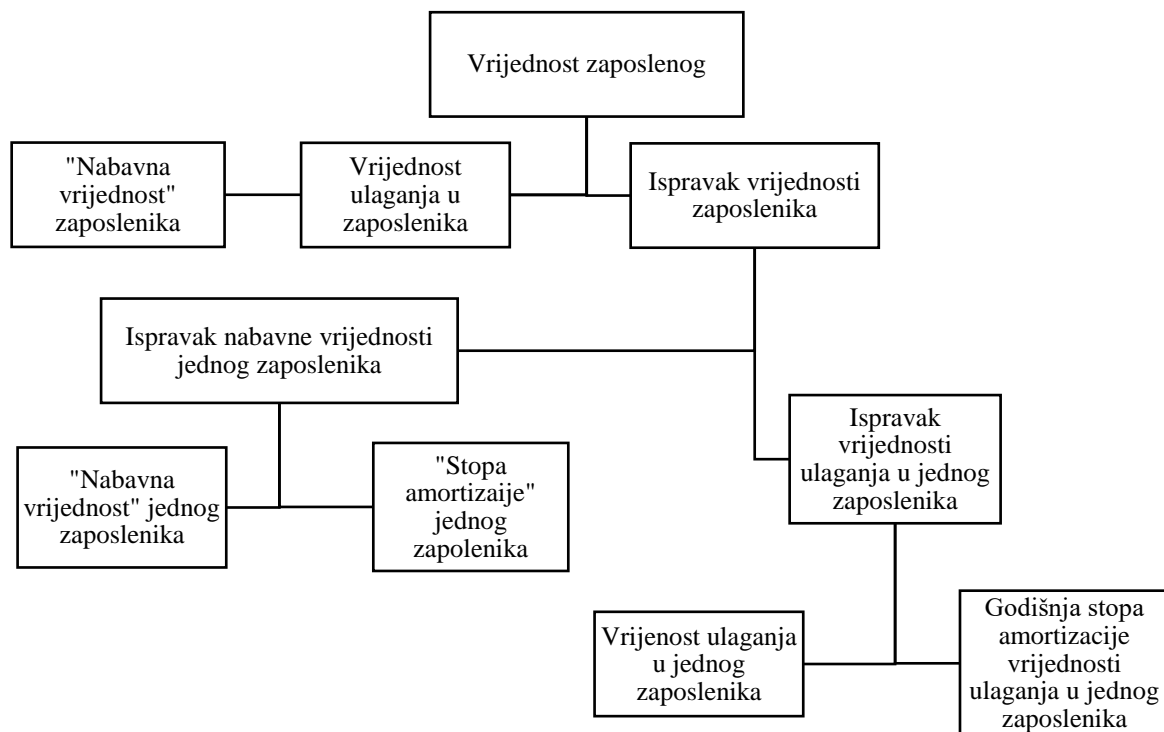 Vrijednost zaposlenog
"Nabavna
vrijednost"
zaposlenika
Vrijednost
ulaganja u
zaposlenika
Ispravak vrijednosti
zaposlenika
Ispravak nabavne vrijednosti
jednog zaposlenika
Ispravak
vrijednosti
ulaganja u jednog
zaposlenika
"Nabavna
vrijednost" jednog
zaposlenika
"Stopa
amortizaije"
jednog
zapolenika
Vrijenost ulaganja
u jednog
zaposlenika
Godišnja stopa
amortizacije
vrijednosti
ulaganja u jednog
zaposlenika